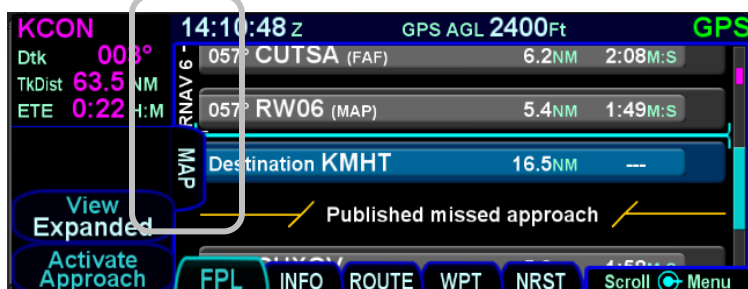 KCON
14:10:48 Z
GPS AGL 2400Ft
GPS
Dtk 003°
TkDist 63.5 NM
ETE 0:22 H:M
RNAV 6
057° CUTSA (FAF) 6.2NM 2:08M:S
057° RW06 (MAP) 5.4NM 1:49M:S
MAP
Destination KMHT 16.5NM ---
Published missed approach
View
Expanded
Activate
Approach
FPL INFO ROUTE WPT NRST Scroll Menu